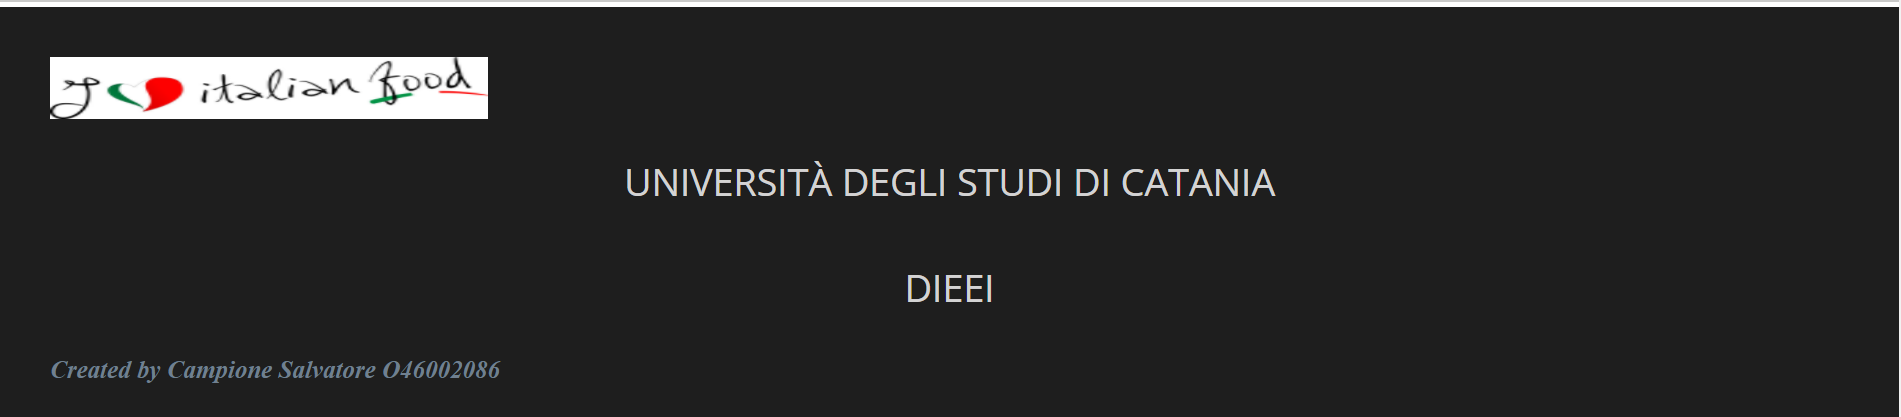 I italian food
UNIVERSITÀ DEGLI STUDI DI CATANIA
DIEEI
Created by Campione Salvatore O46002086